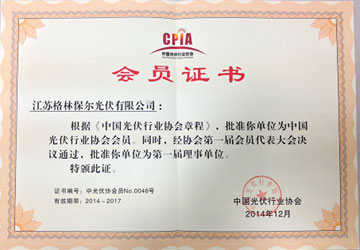 CPIA
中国光伏行业协会
会员证书
江苏格林保尔光伏有限公司：
根据《中国光伏行业协会章程》，批准你单位为中国
光伏行业协会会员。同时，经协会第一届会员代表大会决
议通过，批准你单位为第一届理事单位。
特颁此证。
证书编号：中光伏协会员No.0046号
有效期限：2014－2017
中国光伏行业协会
2014年12月